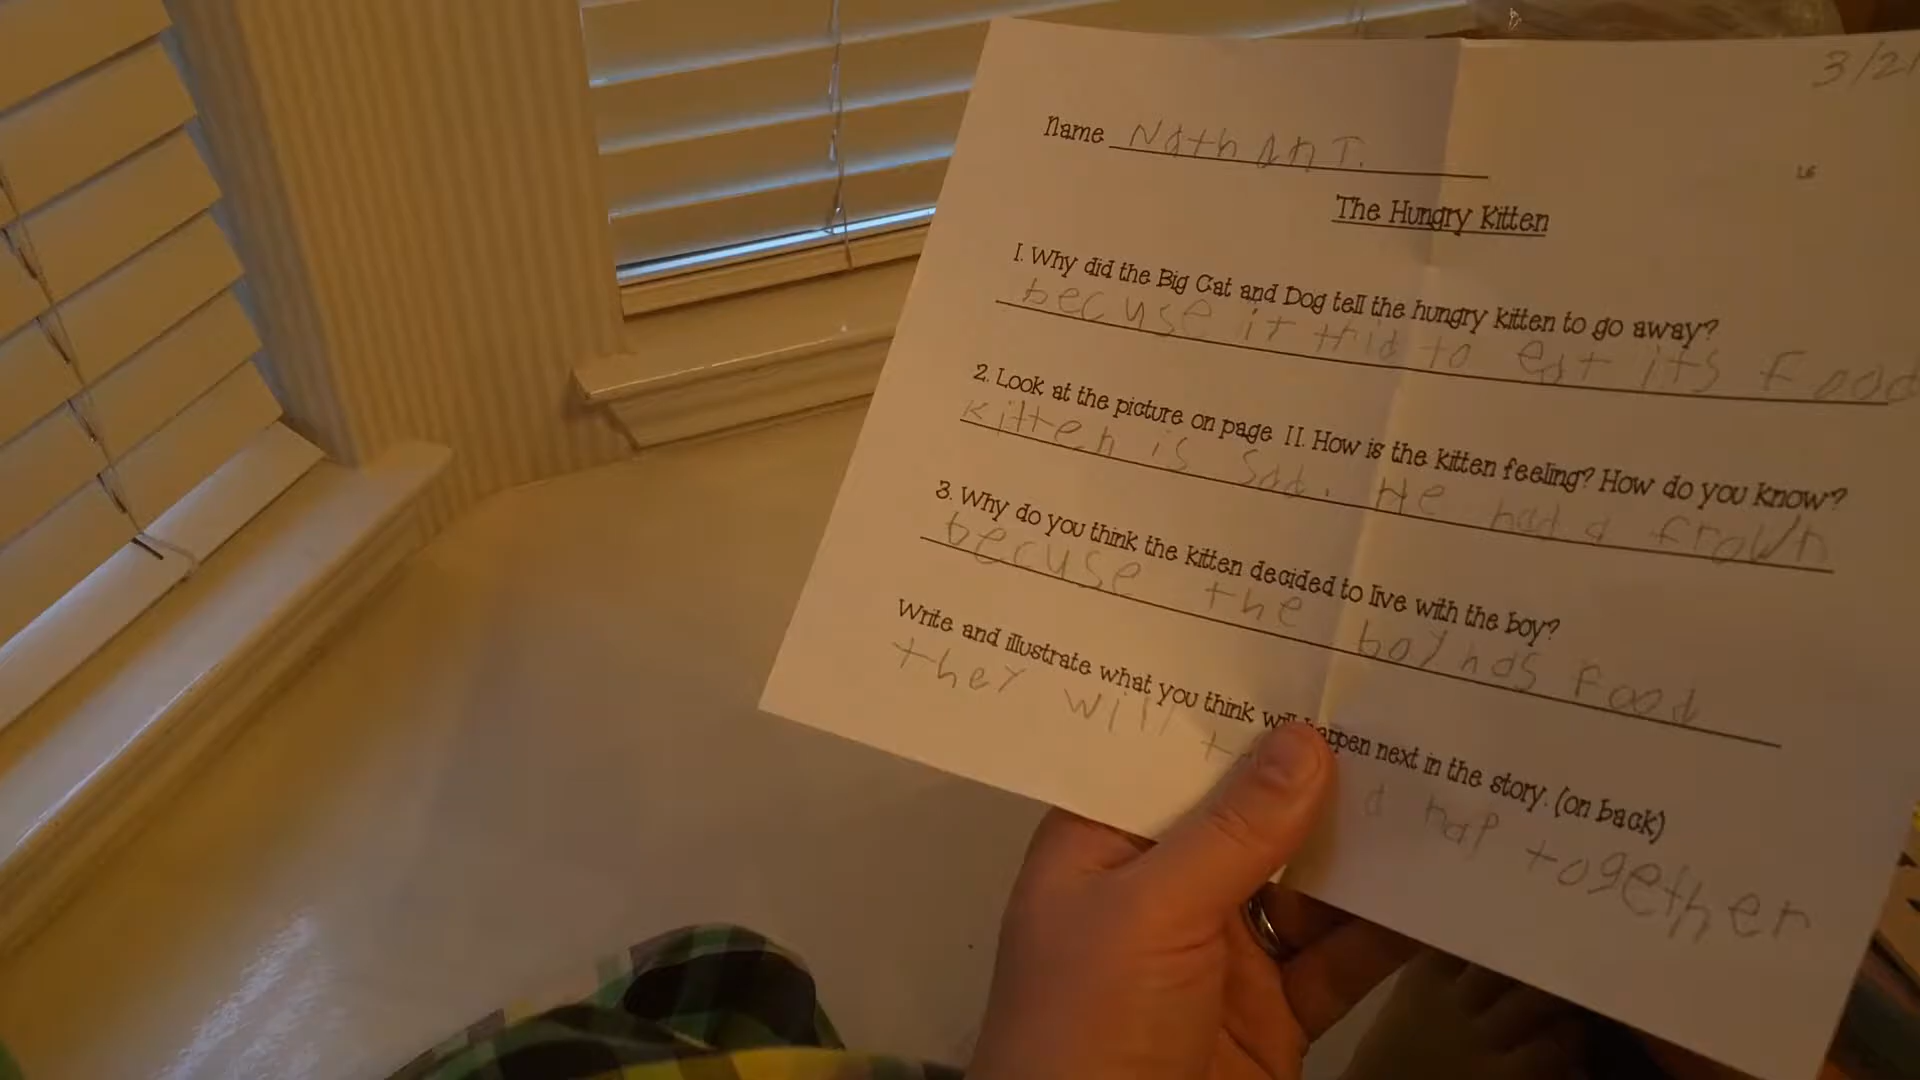 3/21
Name Nathan T.
L6
The Hungry Kitten
1. Why did the Big Cat and Dog tell the hungry kitten to go away?
becuse it trid to eat its food
2. Look at the picture on page 11. How is the kitten feeling? How do you know?
kitten is sad. He had a frown
3. Why do you think the kitten decided to live with the boy?
becuse the boy has food
Write and illustrate what you think will happen next in the story. (on back)
they will a nap together